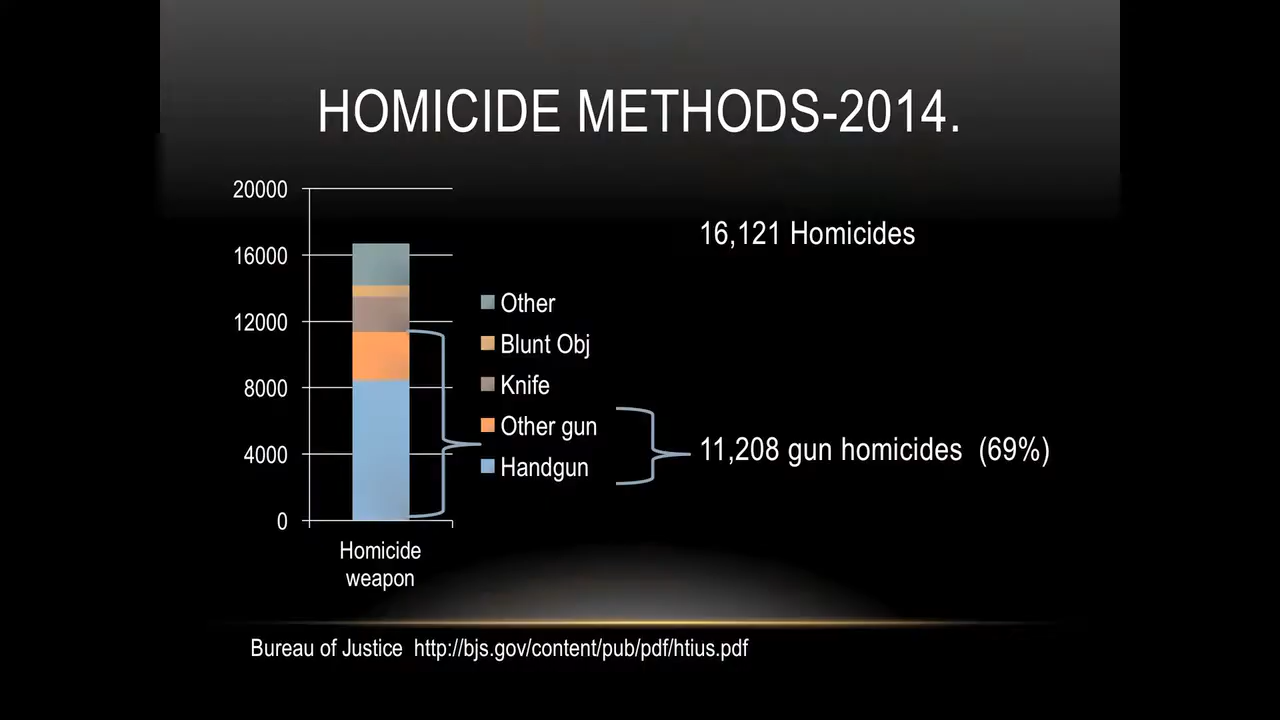 HOMICIDE METHODS-2014.
20000
16000
12000
8000
4000
0
Homicide
weapon
Other
Blunt Obj
Knife
Other gun
Handgun
16,121 Homicides
11,208 gun homicides (69%)
Bureau of Justice http://bjs.gov/content/pub/pdf/htius.pdf